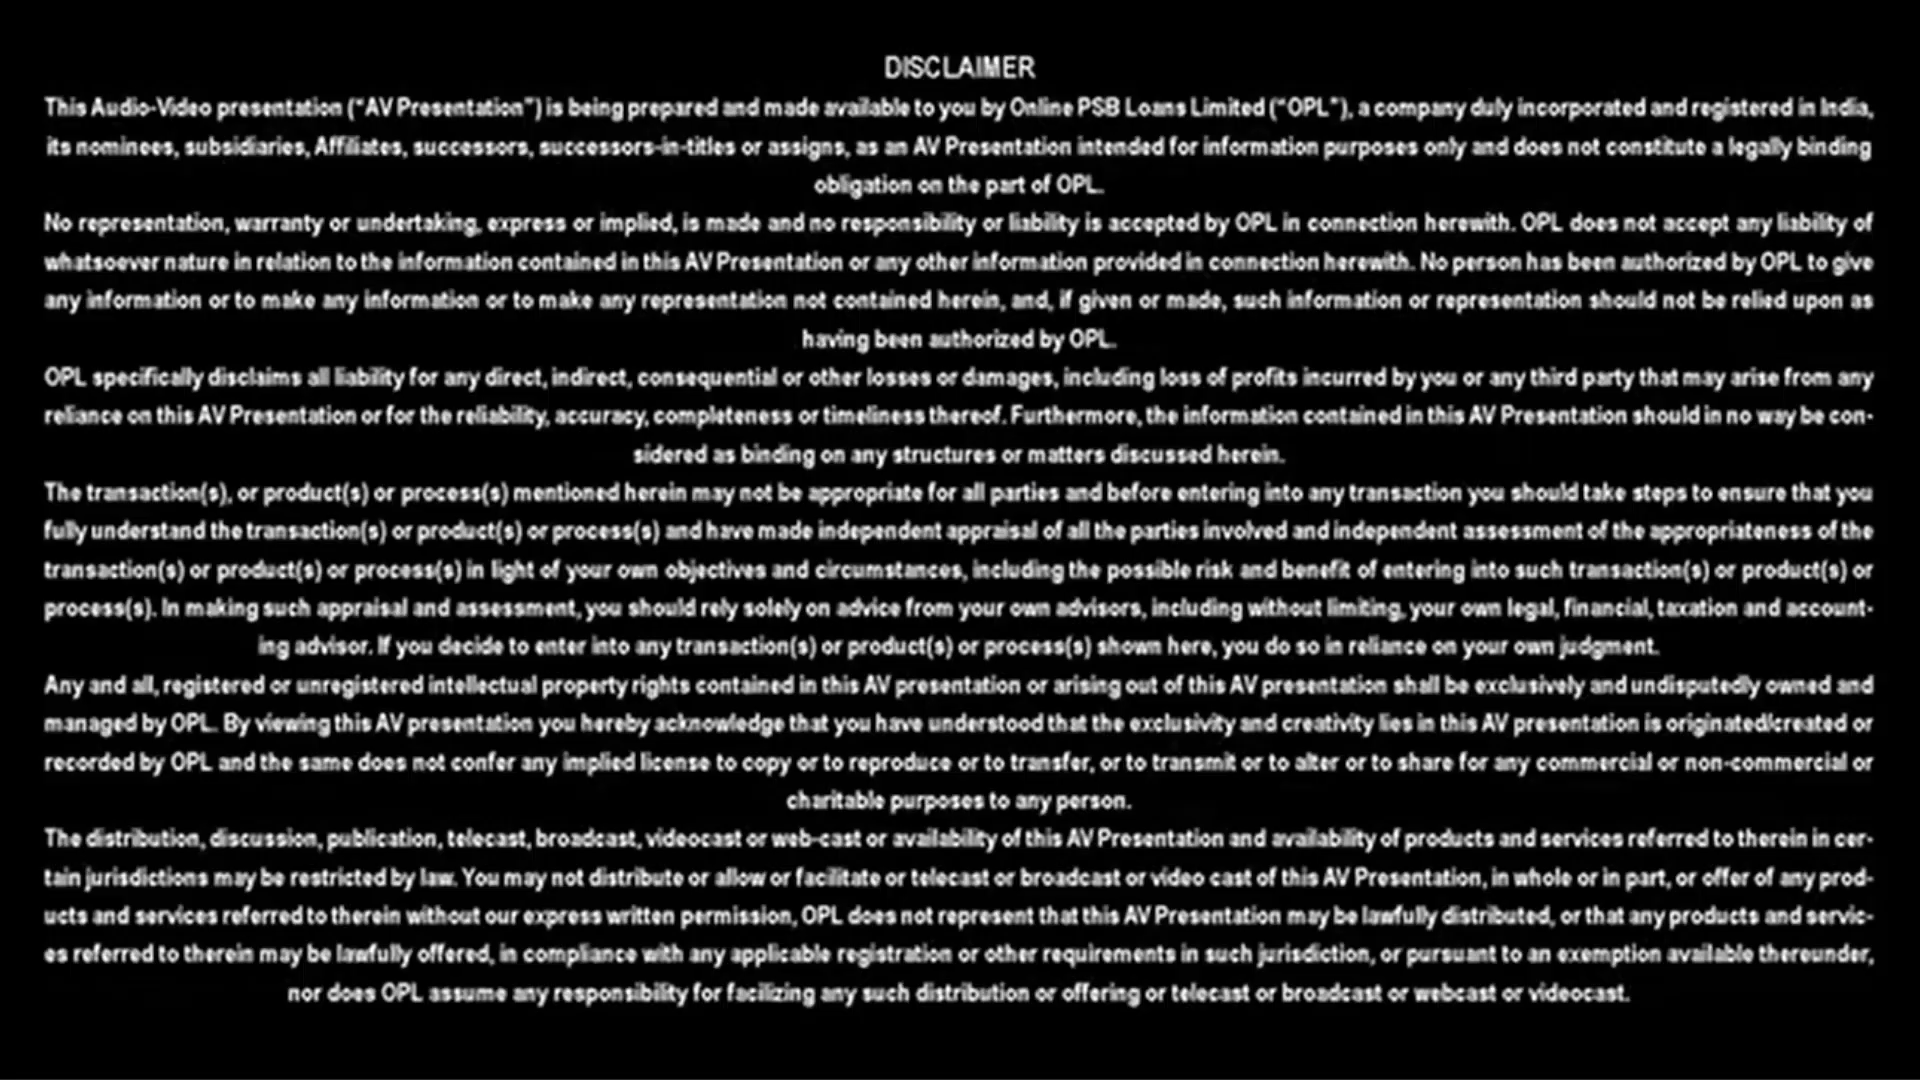 DISCLAIMER
This Audio-Video presentation (“AV Presentation”) is being prepared and made available to you by Online PSB Loans Limited (“OPL”), a company duly incorporated and registered in India,
its nominees, subsidiaries, Affiliates, successors, successors-in-titles or assigns, as an AV Presentation intended for information purposes only and does not constitute a legally binding
obligation on the part of OPL.
No representation, warranty or undertaking, express or implied, is made and no responsibility or liability is accepted by OPL in connection herewith. OPL does not accept any liability of
whatsoever nature in relation to the information contained in this AV Presentation or any other information provided in connection herewith. No person has been authorized by OPL to give
any information or to make any information or to make any representation not contained herein, and, if given or made, such information or representation should not be relied upon as
having been authorized by OPL.
OPL specifically disclaims all liability for any direct, indirect, consequential or other losses or damages, including loss of profits incurred by you or any third party that may arise from any
reliance on this AV Presentation or for the reliability, accuracy, completeness or timeliness thereof. Furthermore, the information contained in this AV Presentation should in no way be con-
sidered as binding on any structures or matters discussed herein.
The transaction(s), or product(s) or process(s) mentioned herein may not be appropriate for all parties and before entering into any transaction you should take steps to ensure that you
fully understand the transaction(s) or product(s) or process(s) and have made independent appraisal of all the parties involved and independent assessment of the appropriateness of the
transaction(s) or product(s) or process(s) in light of your own objectives and circumstances, including the possible risk and benefit of entering into such transaction(s) or product(s) or
process(s). In making such appraisal and assessment, you should rely solely on advice from your own advisors, including without limiting, your own legal, financial, taxation and account-
ing advisor. If you decide to enter into any transaction(s) or product(s) or process(s) shown here, you do so in reliance on your own judgment.
Any and all, registered or unregistered intellectual property rights contained in this AV presentation or arising out of this AV presentation shall be exclusively and undisputedly owned and
managed by OPL. By viewing this AV presentation you hereby acknowledge that you have understood that the exclusivity and creativity lies in this AV presentation is originated/created or
recorded by OPL and the same does not confer any implied license to copy or to reproduce or to transfer, or to transmit or to alter or to share for any commercial or non-commercial or
charitable purposes to any person.
The distribution, discussion, publication, telecast, broadcast, videocast or web-cast or availability of this AV Presentation and availability of products and services referred to therein in cer-
tain jurisdictions may be restricted by law. You may not distribute or allow or facilitate or telecast or broadcast or video cast of this AV Presentation, in whole or in part, or offer of any prod-
ucts and services referred to therein without our express written permission, OPL does not represent that this AV Presentation may be lawfully distributed, or that any products and servic-
es referred to therein may be lawfully offered, in compliance with any applicable registration or other requirements in such jurisdiction, or pursuant to an exemption available thereunder,
nor does OPL assume any responsibility for facilizing any such distribution or offering or telecast or broadcast or webcast or videocast.